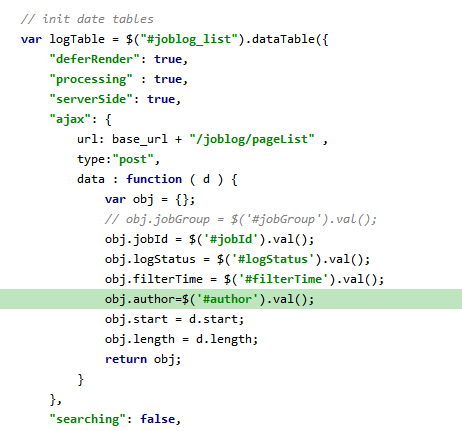 // init date tables
var logTable = $("#joblog_list").dataTable({
    "deferRender": true,
    "processing" : true,
    "serverSide": true,
    "ajax": {
        url: base_url + "/joblog/pageList" ,
        type:"post",
        data : function ( d ) {
            var obj = {};
            // obj.jobGroup = $('#jobGroup').val();
            obj.jobId = $('#jobId').val();
            obj.logStatus = $('#logStatus').val();
            obj.filterTime = $('#filterTime').val();
            obj.author=$('#author').val();
            obj.start = d.start;
            obj.length = d.length;
            return obj;
        }
    },
    "searching": false,